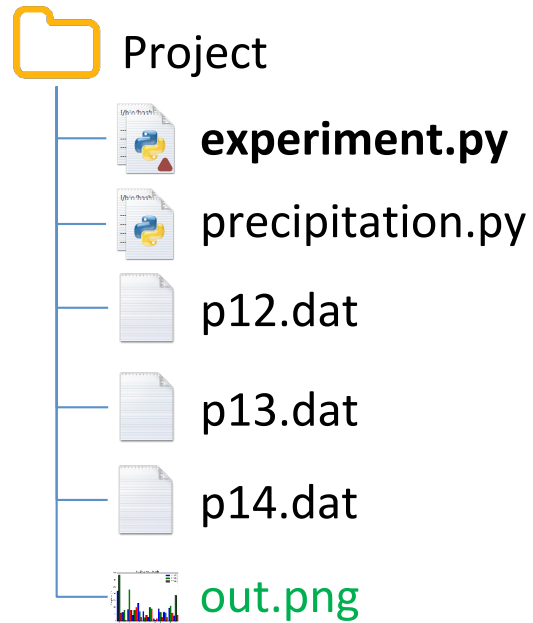 Project
experiment.py
precipitation.py
p12.dat
p13.dat
p14.dat
out.png